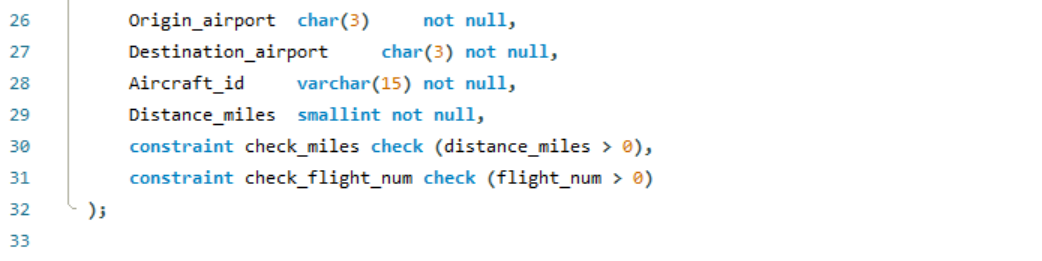 26 Origin_airport char(3) not null,
27 Destination_airport char(3) not null,
28 Aircraft_id varchar(15) not null,
29 Distance_miles smallint not null,
30 constraint check_miles check (distance_miles > 0),
31 constraint check_flight_num check (flight_num > 0)
32 );
33